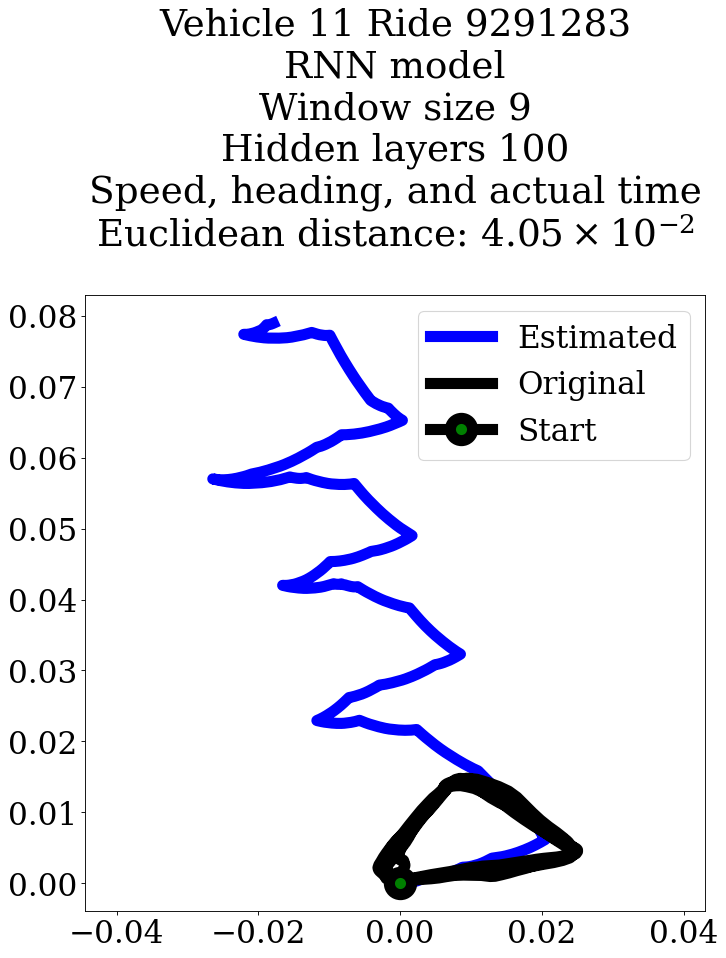 Vehicle 11 Ride 9291283
RNN model
Window size 9
Hidden layers 100
Speed, heading, and actual time
Euclidean distance: 4.05 × 10⁻²
Estimated
Original
Start
0.08
0.07
0.06
0.05
0.04
0.03
0.02
0.01
0.00
−0.04 −0.02 0.00 0.02 0.04